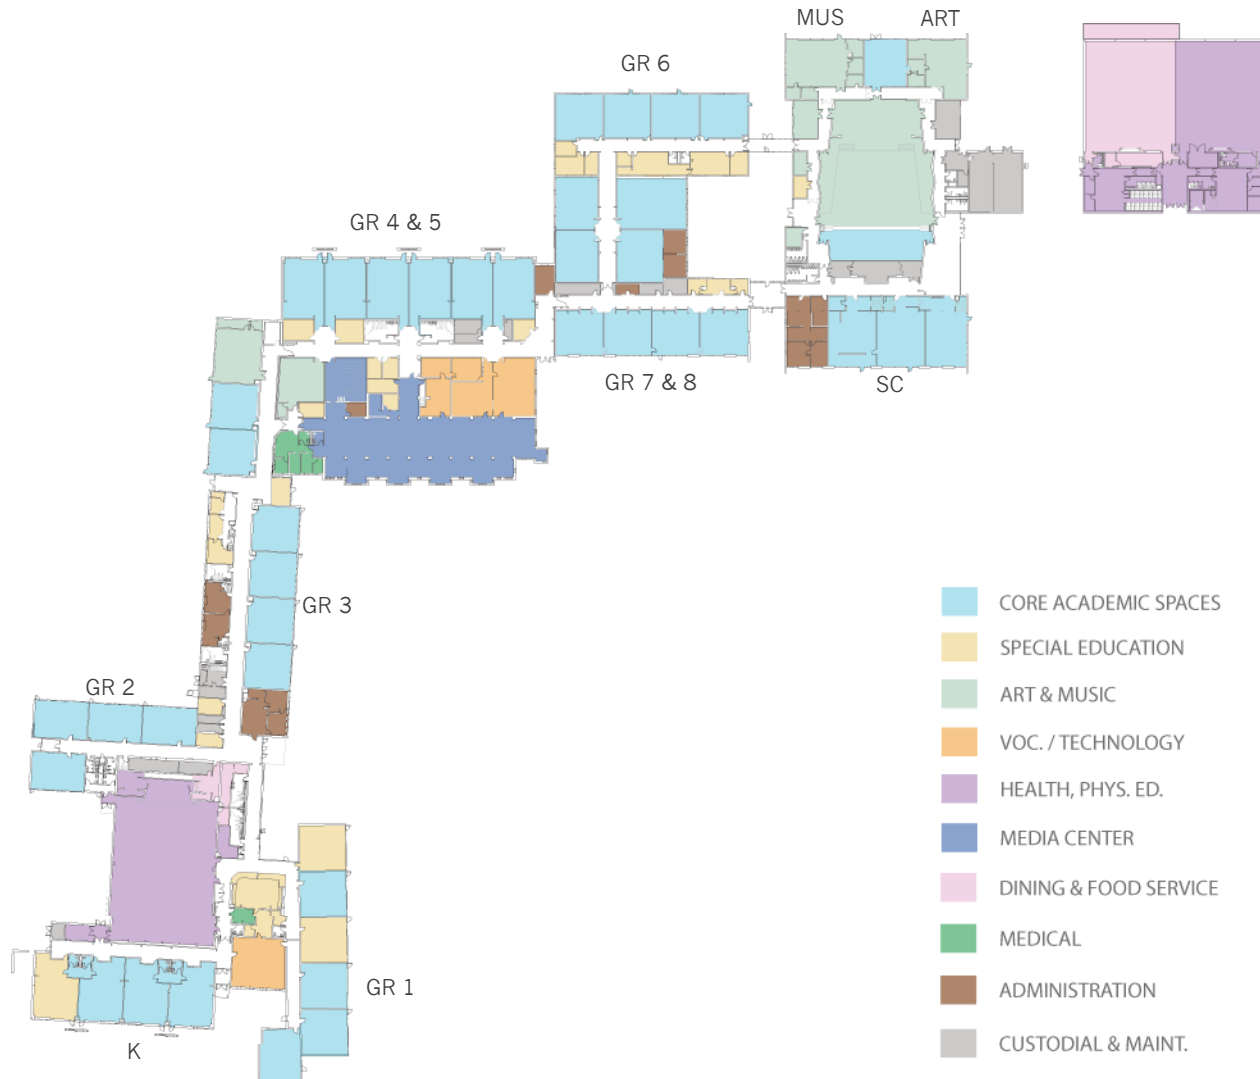 MUS
ART
GR 6
GR 4 & 5
GR 7 & 8
SC
GR 3
GR 2
GR 1
K
CORE ACADEMIC SPACES
SPECIAL EDUCATION
ART & MUSIC
VOC. / TECHNOLOGY
HEALTH, PHYS. ED.
MEDIA CENTER
DINING & FOOD SERVICE
MEDICAL
ADMINISTRATION
CUSTODIAL & MAINT.